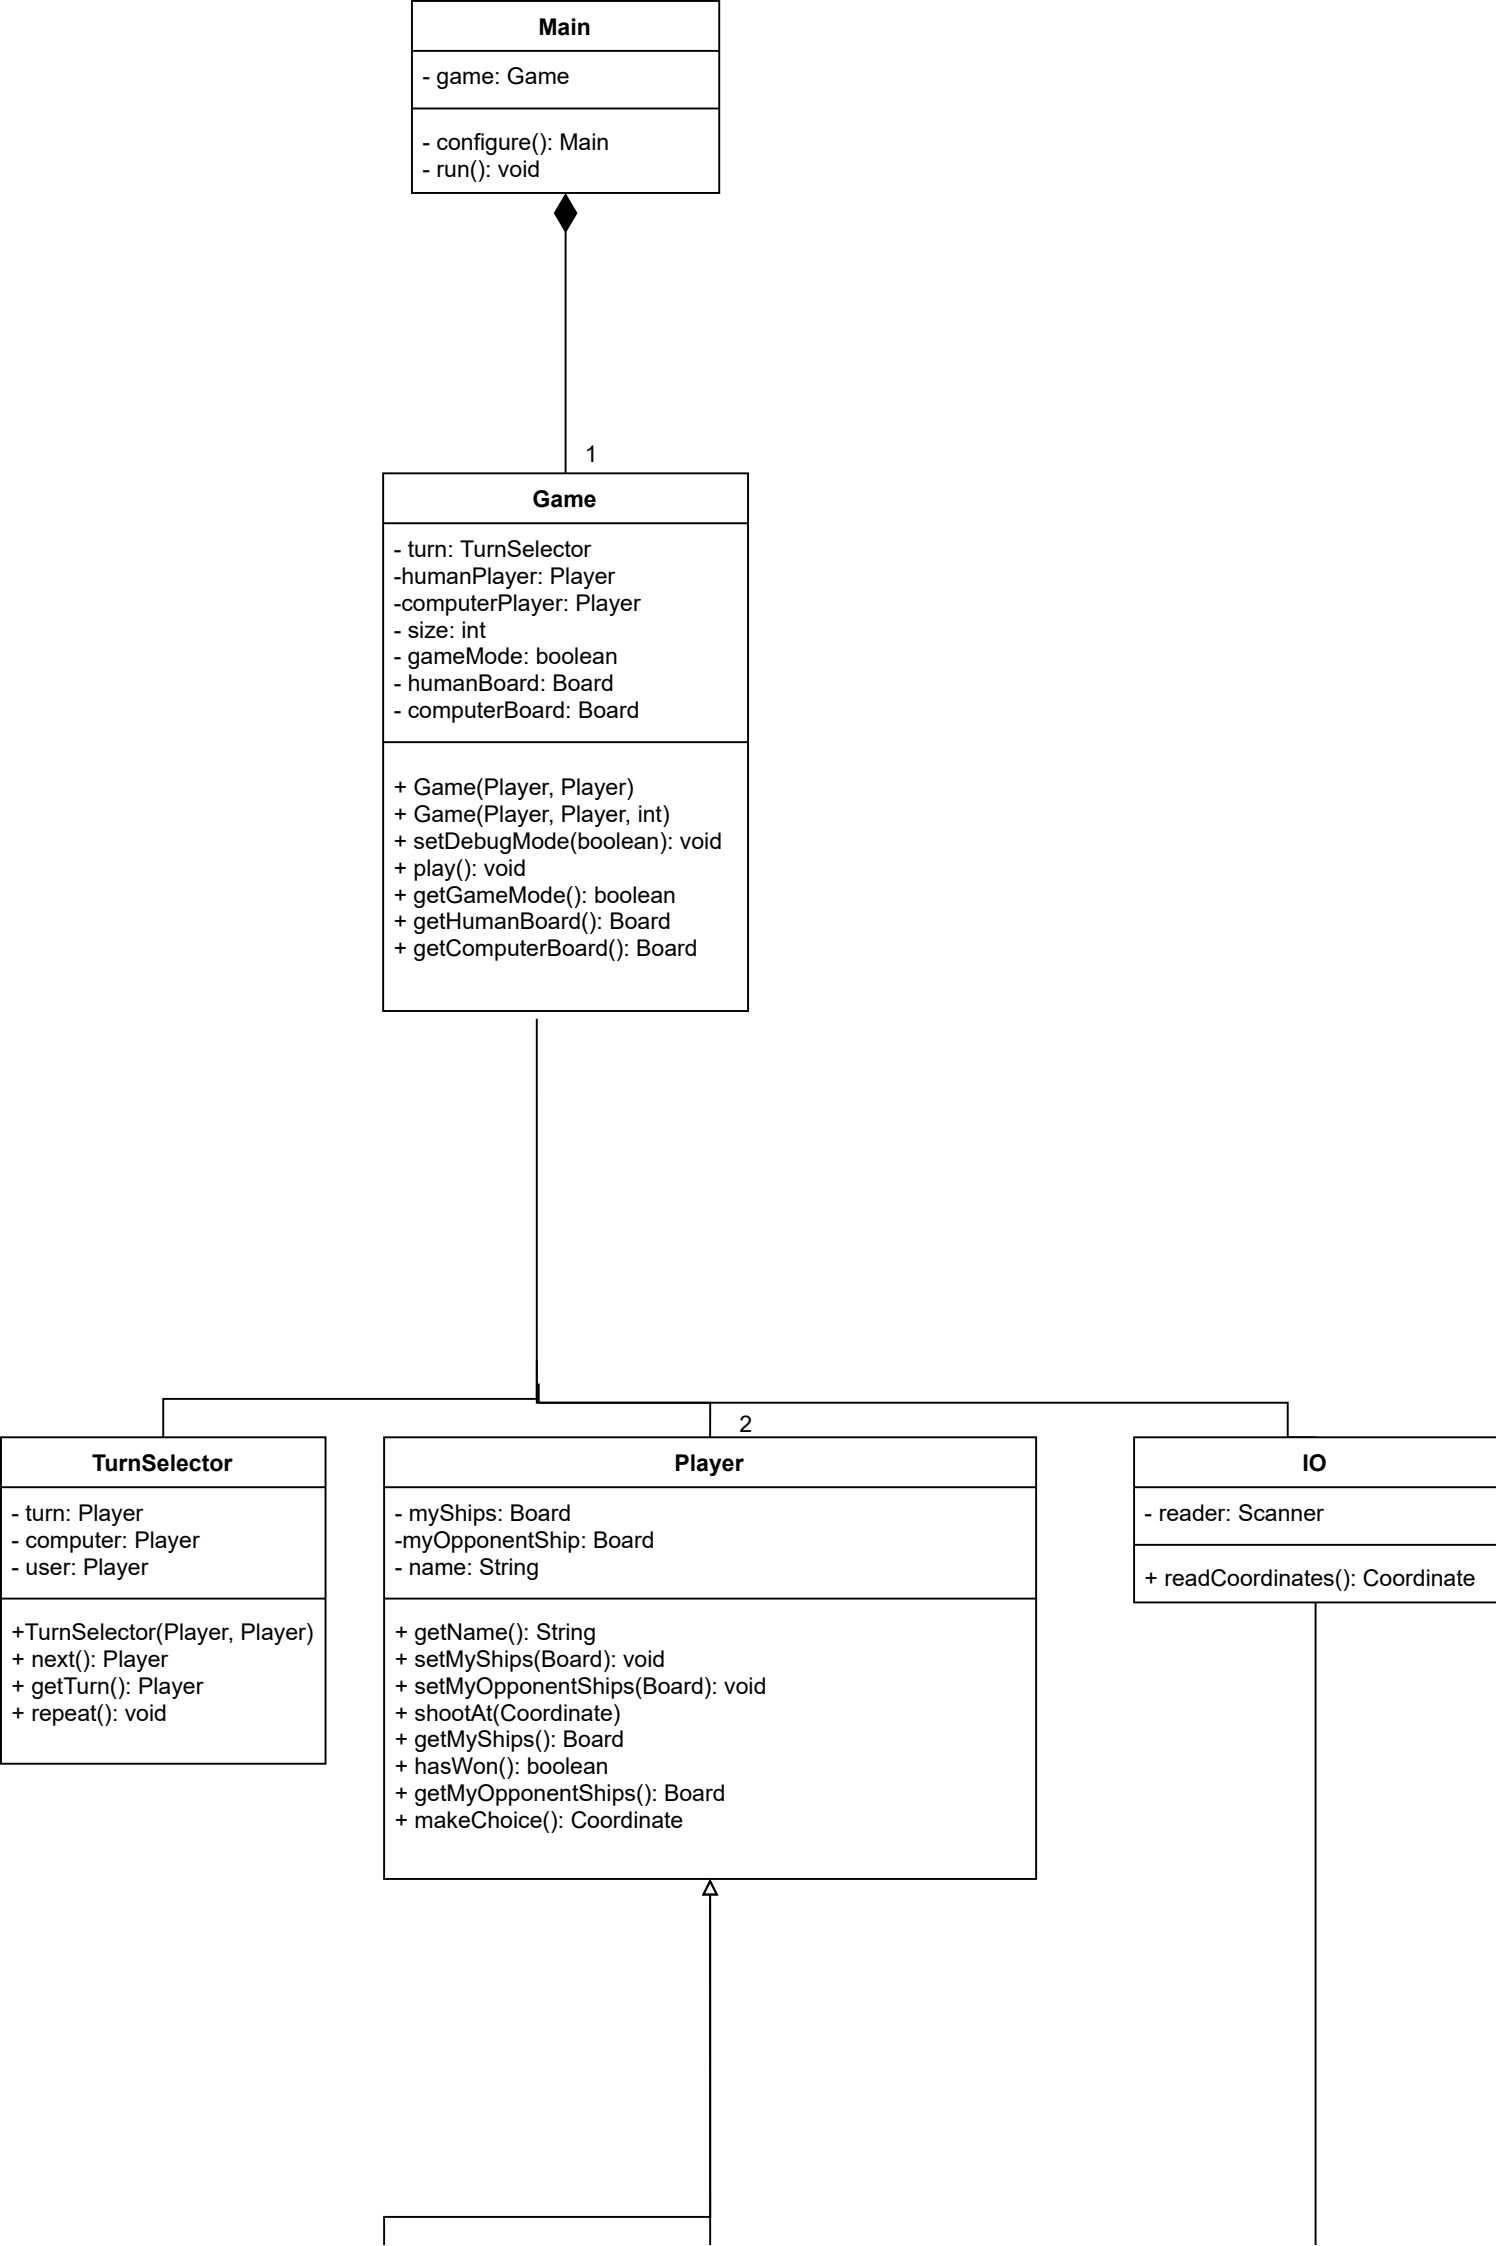 Main
- game: Game
- configure(): Main
- run(): void
1
Game
- turn: TurnSelector
-humanPlayer: Player
-computerPlayer: Player
- size: int
- gameMode: boolean
- humanBoard: Board
- computerBoard: Board
+ Game(Player, Player)
+ Game(Player, Player, int)
+ setDebugMode(boolean): void
+ play(): void
+ getGameMode(): boolean
+ getHumanBoard(): Board
+ getComputerBoard(): Board
TurnSelector
- turn: Player
- computer: Player
- user: Player
+TurnSelector(Player, Player)
+ next(): Player
+ getTurn(): Player
+ repeat(): void
2
Player
- myShips: Board
-myOpponentShip: Board
- name: String
+ getName(): String
+ setMyShips(Board): void
+ setMyOpponentShips(Board): void
+ shootAt(Coordinate)
+ getMyShips(): Board
+ hasWon(): boolean
+ getMyOpponentShips(): Board
+ makeChoice(): Coordinate
IO
- reader: Scanner
+ readCoordinates(): Coordinate